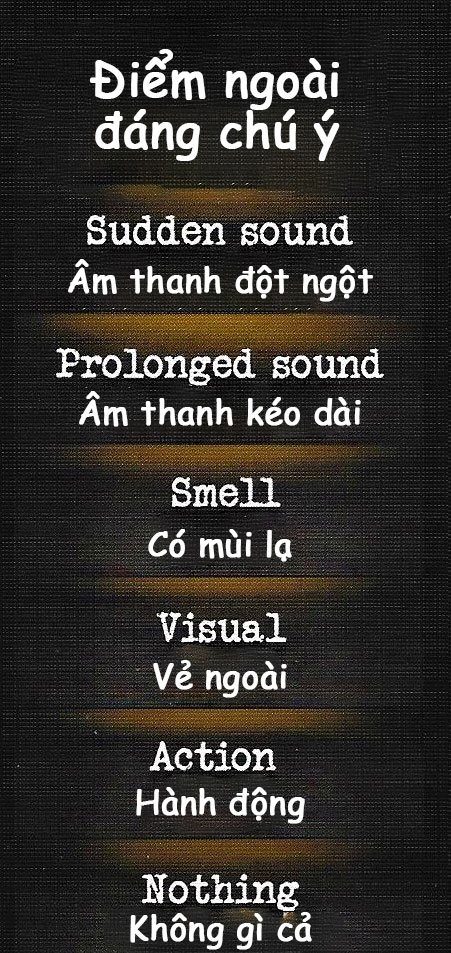 Điểm ngoài
đáng chú ý
Sudden sound
Âm thanh đột ngột
Prolonged sound
Âm thanh kéo dài
Smell
Có mùi lạ
Visual
Vẻ ngoài
Action
Hành động
Nothing
Không gì cả